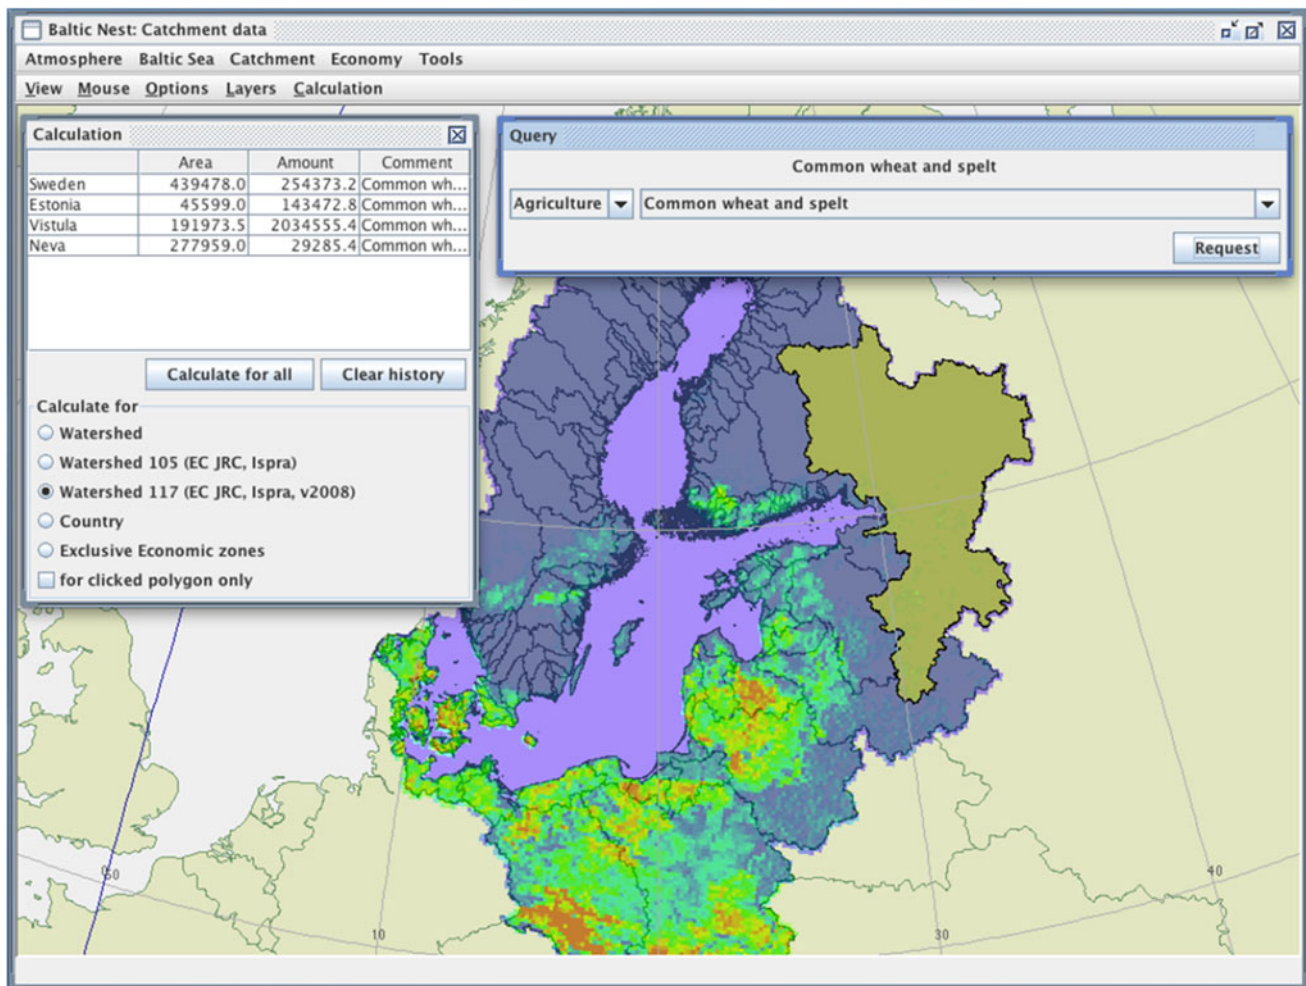 Baltic Nest: Catchment data
Atmosphere Baltic Sea Catchment Economy Tools
View Mouse Options Layers Calculation
Calculation
Area Amount Comment
Sweden 439478.0 254373.2 Common wh...
Estonia 45599.0 143472.8 Common wh...
Vistula 191973.5 2034555.4 Common wh...
Neva 277959.0 29285.4 Common wh...
Calculate for all Clear history
Calculate for
Watershed
Watershed 105 (EC JRC, Ispra)
Watershed 117 (EC JRC, Ispra, v2008)
Country
Exclusive Economic zones
for clicked polygon only
Query
Common wheat and spelt
Agriculture Common wheat and spelt
Request
50
40
10
30